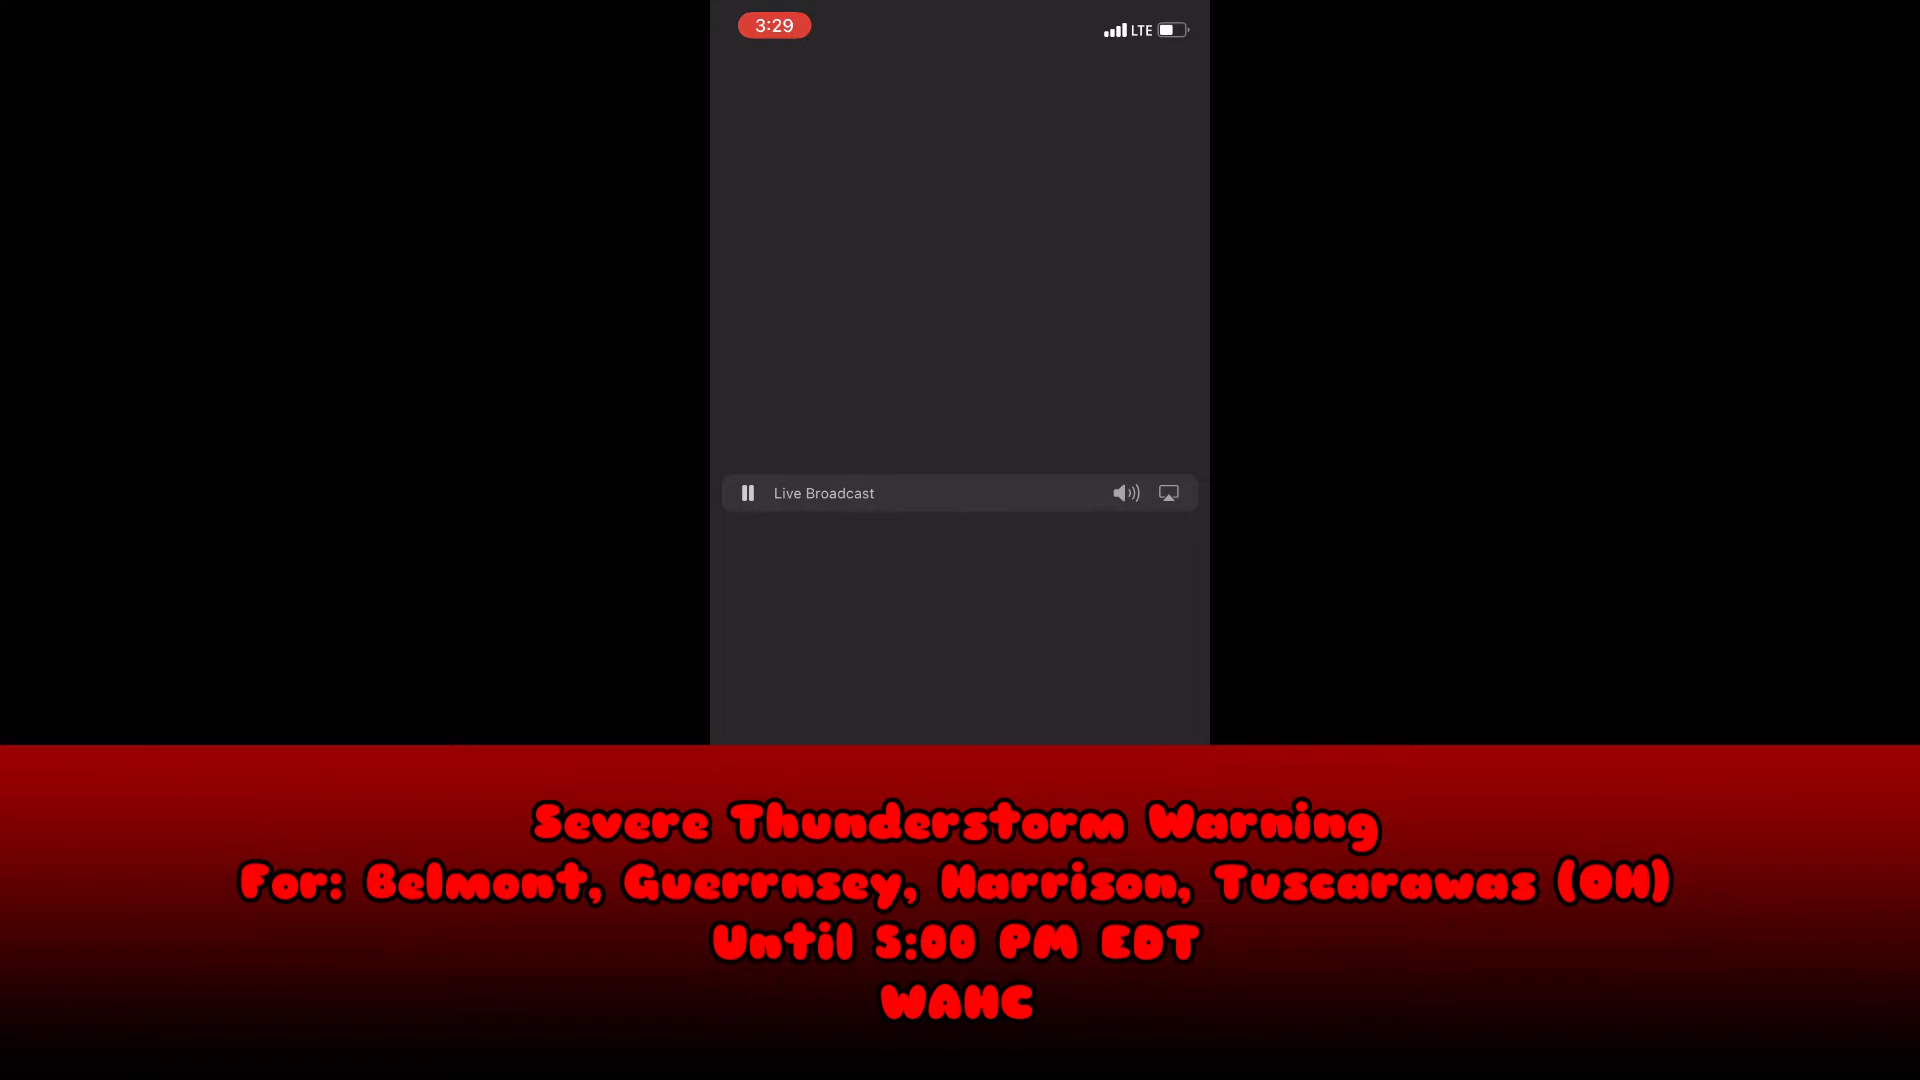 3:29
LTE
Live Broadcast
Severe Thunderstorm Warning
For: Belmont, Guerrnsey, Harrison, Tuscarawas (OH)
Until 5:00 PM EDT
WAHC